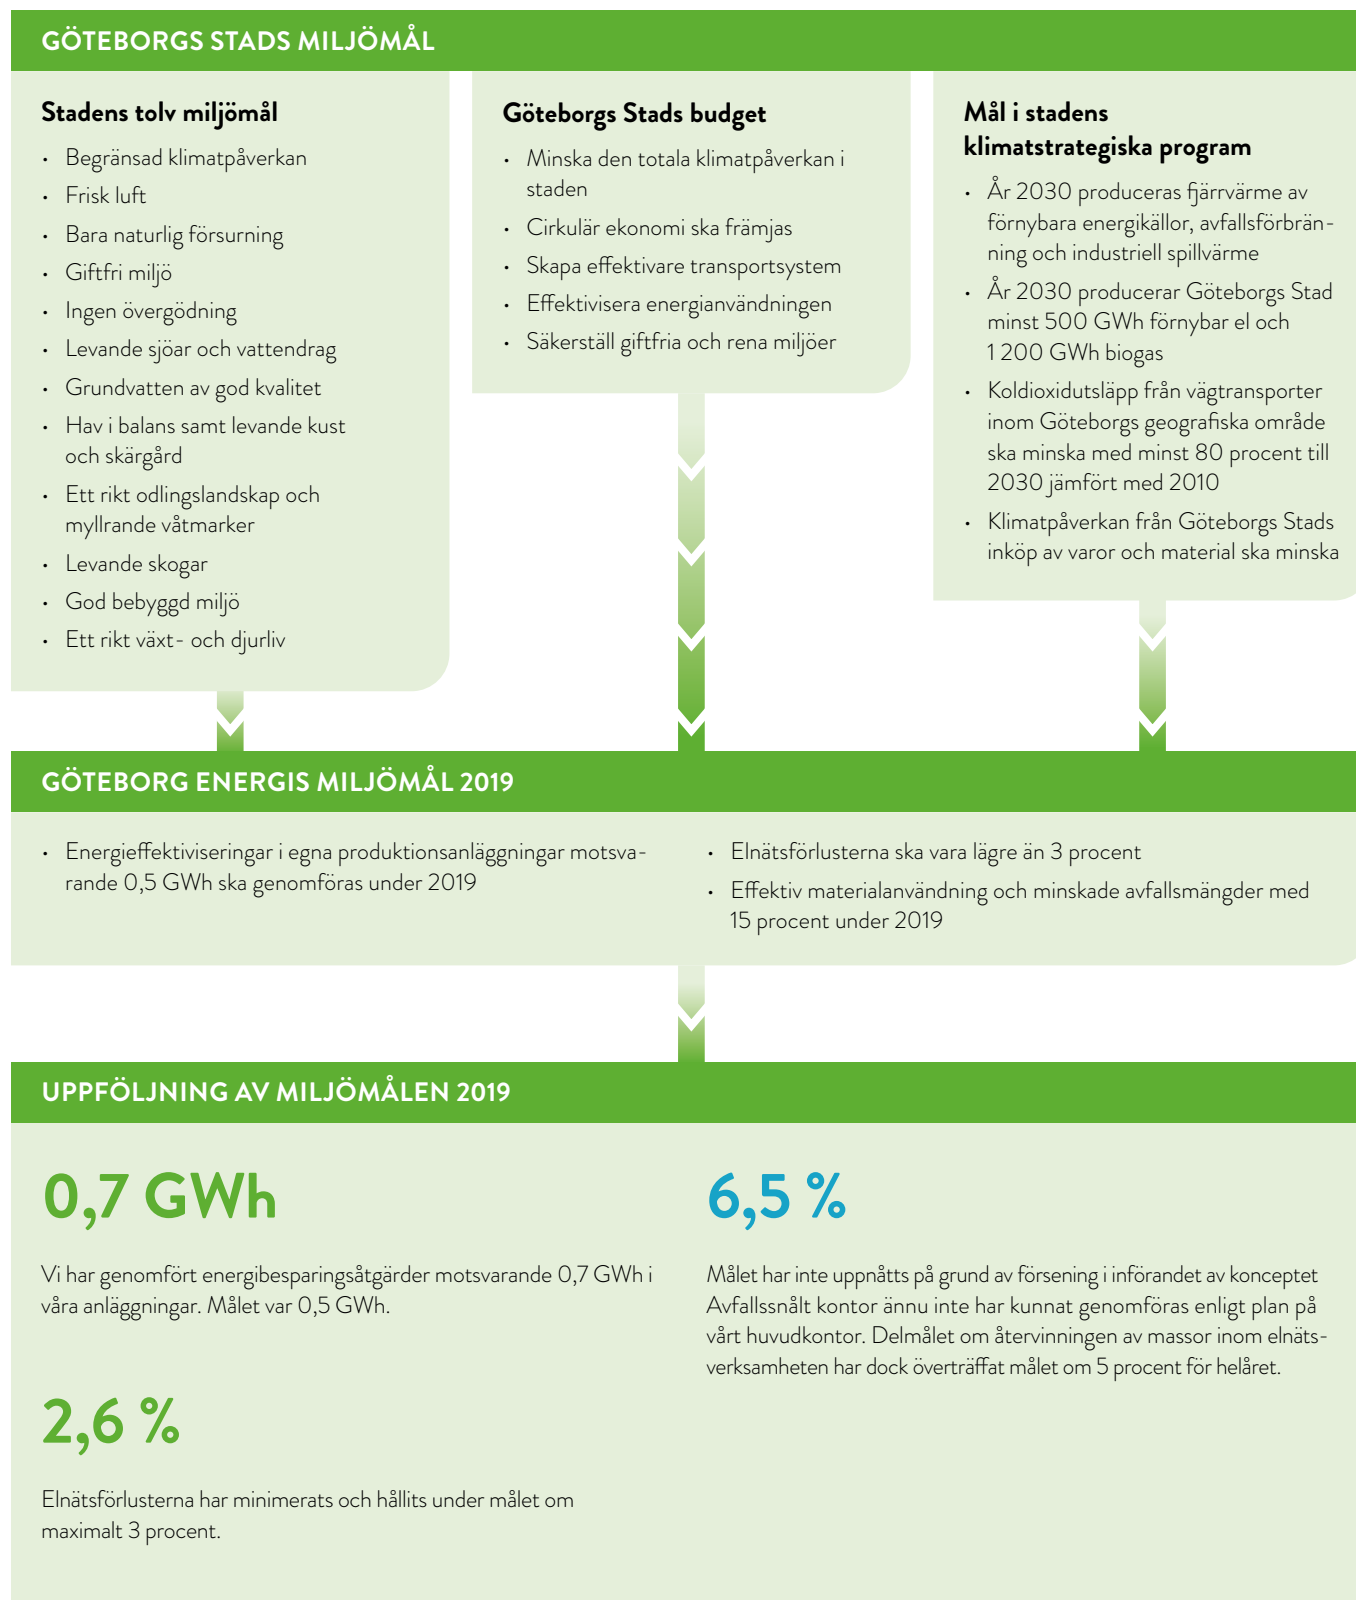 GÖTEBORGS STADS MILJÖMÅL
Stadens tolv miljömål
• Begränsad klimatpåverkan
• Frisk luft
• Bara naturlig försurning
• Giftfri miljö
• Ingen övergödning
• Levande sjöar och vattendrag
• Grundvatten av god kvalitet
• Hav i balans samt levande kust
och skärgård
• Ett rikt odlingslandskap och
myllrande våtmarker
• Levande skogar
• God bebyggd miljö
• Ett rikt växt- och djurliv
Göteborgs Stads budget
• Minska den totala klimatpåverkan i
staden
• Cirkulär ekonomi ska främjas
• Skapa effektivare transportsystem
• Effektivisera energianvändningen
• Säkerställ giftfria och rena miljöer
Mål i stadens
klimatstrategiska program
• År 2030 produceras fjärrvärme av
förnybara energikällor, avfallsförbrän-
ning och industriell spillvärme
• År 2030 producerar Göteborgs Stad
minst 500 GWh förnybar el och
1 200 GWh biogas
• Koldioxidutsläpp från vägtransporter
inom Göteborgs geografiska område
ska minska med minst 80 procent till
2030 jämfört med 2010
• Klimatpåverkan från Göteborgs Stads
inköp av varor och material ska minska
GÖTEBORG ENERGIS MILJÖMÅL 2019
• Energieffektiviseringar i egna produktionsanläggningar motsva-
rande 0,5 GWh ska genomföras under 2019
• Elnätsförlusterna ska vara lägre än 3 procent
• Effektiv materialanvändning och minskade avfallsmängder med
15 procent under 2019
UPPFÖLJNING AV MILJÖMÅLEN 2019
0,7 GWh
Vi har genomfört energibesparingsåtgärder motsvarande 0,7 GWh i
våra anläggningar. Målet var 0,5 GWh.
2,6 %
Elnätsförlusterna har minimerats och hållits under målet om
maximalt 3 procent.
6,5 %
Målet har inte uppnåtts på grund av försening i införandet av konceptet
Avfallssnålt kontor ännu inte har kunnat genomföras enligt plan på
vårt huvudkontor. Delmålet om återvinningen av massor inom elnäts-
verksamheten har dock överträffat målet om 5 procent för helåret.